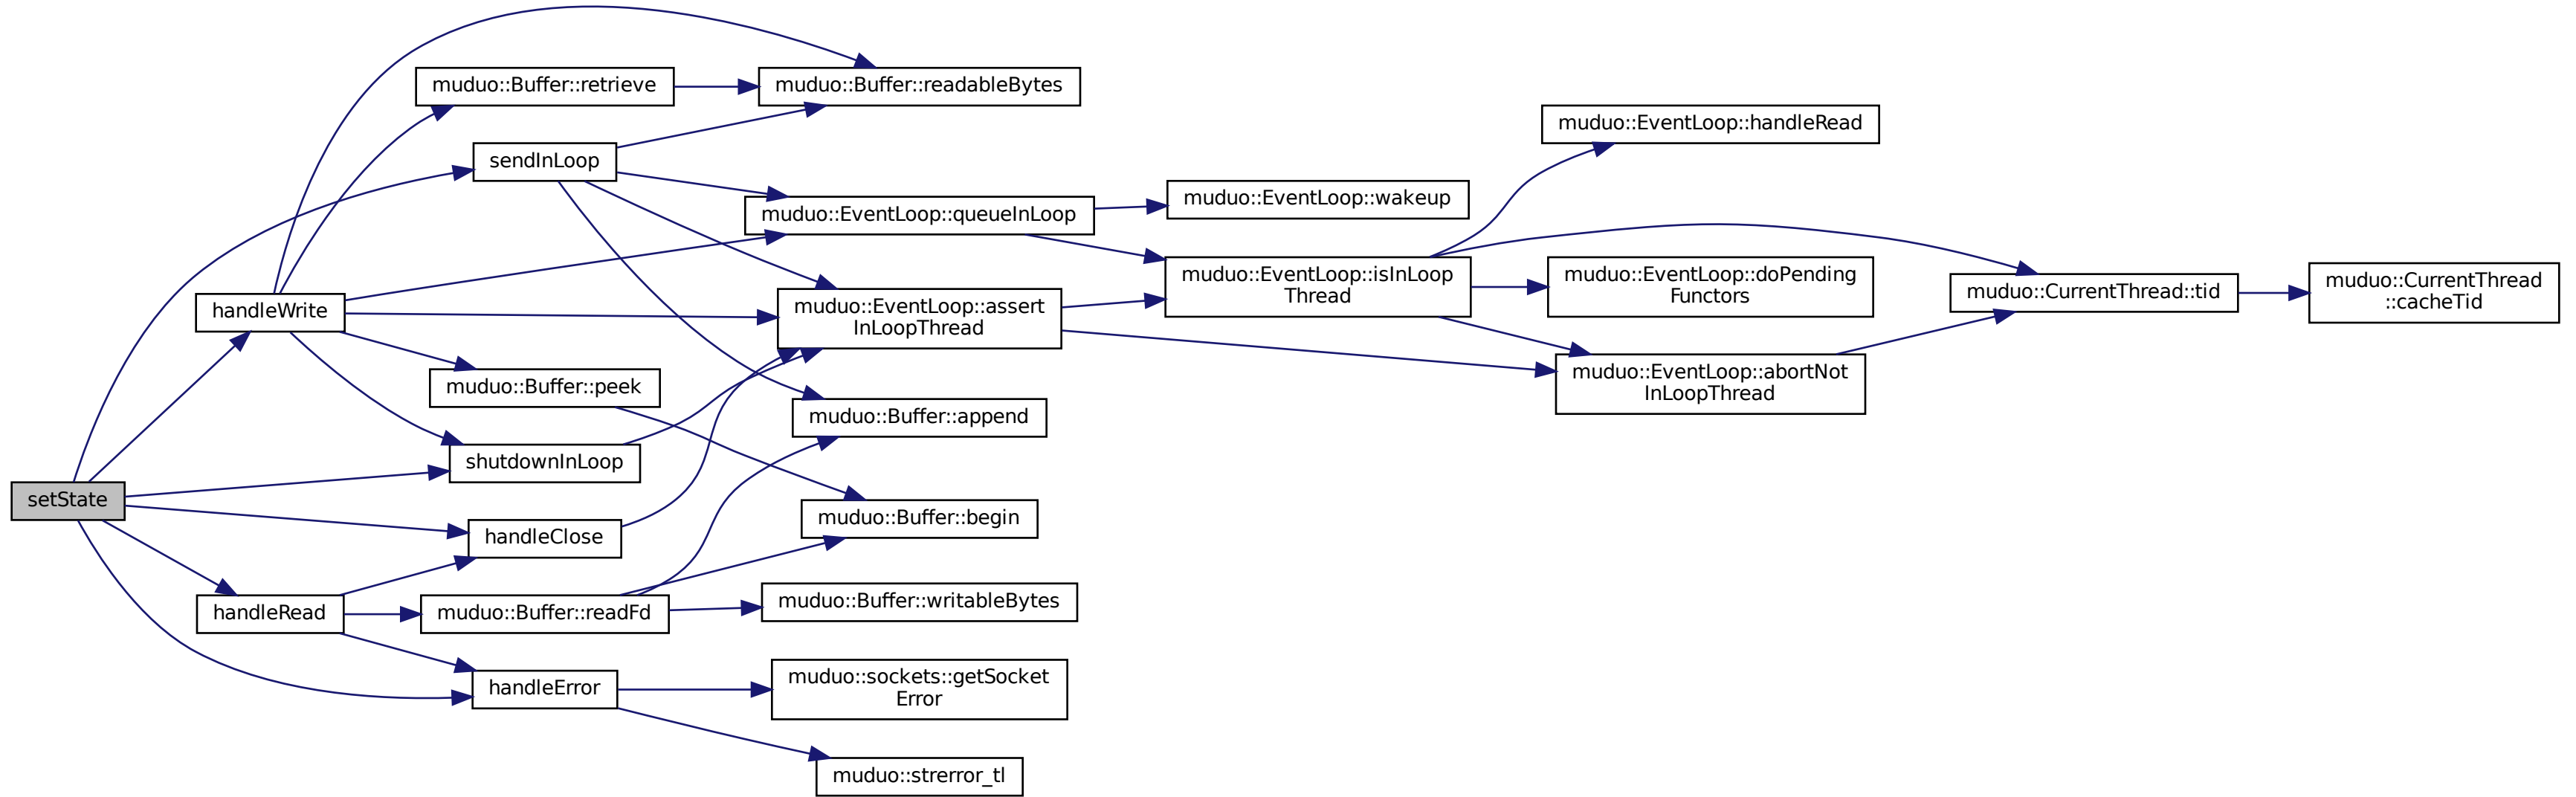 muduo::Buffer::retrieve
muduo::Buffer::readableBytes
muduo::EventLoop::handleRead
sendInLoop
muduo::EventLoop::wakeup
muduo::EventLoop::queueInLoop
muduo::EventLoop::isInLoop
Thread
muduo::EventLoop::doPending
Functors
muduo::CurrentThread::tid
muduo::CurrentThread
::cacheTid
handleWrite
muduo::EventLoop::assert
InLoopThread
muduo::EventLoop::abortNot
InLoopThread
muduo::Buffer::peek
muduo::Buffer::append
shutdownInLoop
setState
muduo::Buffer::begin
handleClose
handleRead
muduo::Buffer::readFd
muduo::Buffer::writableBytes
handleError
muduo::sockets::getSocket
Error
muduo::strerror_tl